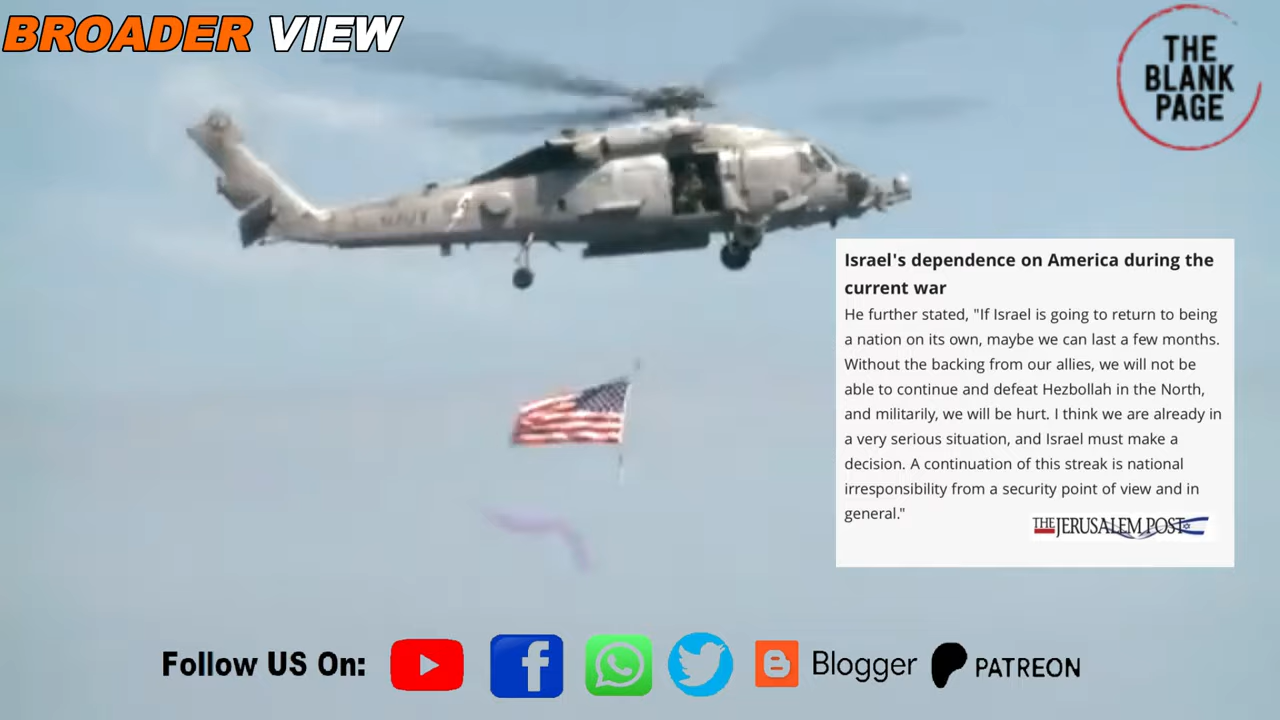 BROADER VIEW
THE
BLANK
PAGE
NAVY
Israel's dependence on America during the
current war
He further stated, "If Israel is going to return to being
a nation on its own, maybe we can last a few months.
Without the backing from our allies, we will not be
able to continue and defeat Hezbollah in the North,
and militarily, we will be hurt. I think we are already in
a very serious situation, and Israel must make a
decision. A continuation of this streak is national
irresponsibility from a security point of view and in
general."
THE JERUSALEM POST
Follow US On:
Blogger
PATREON